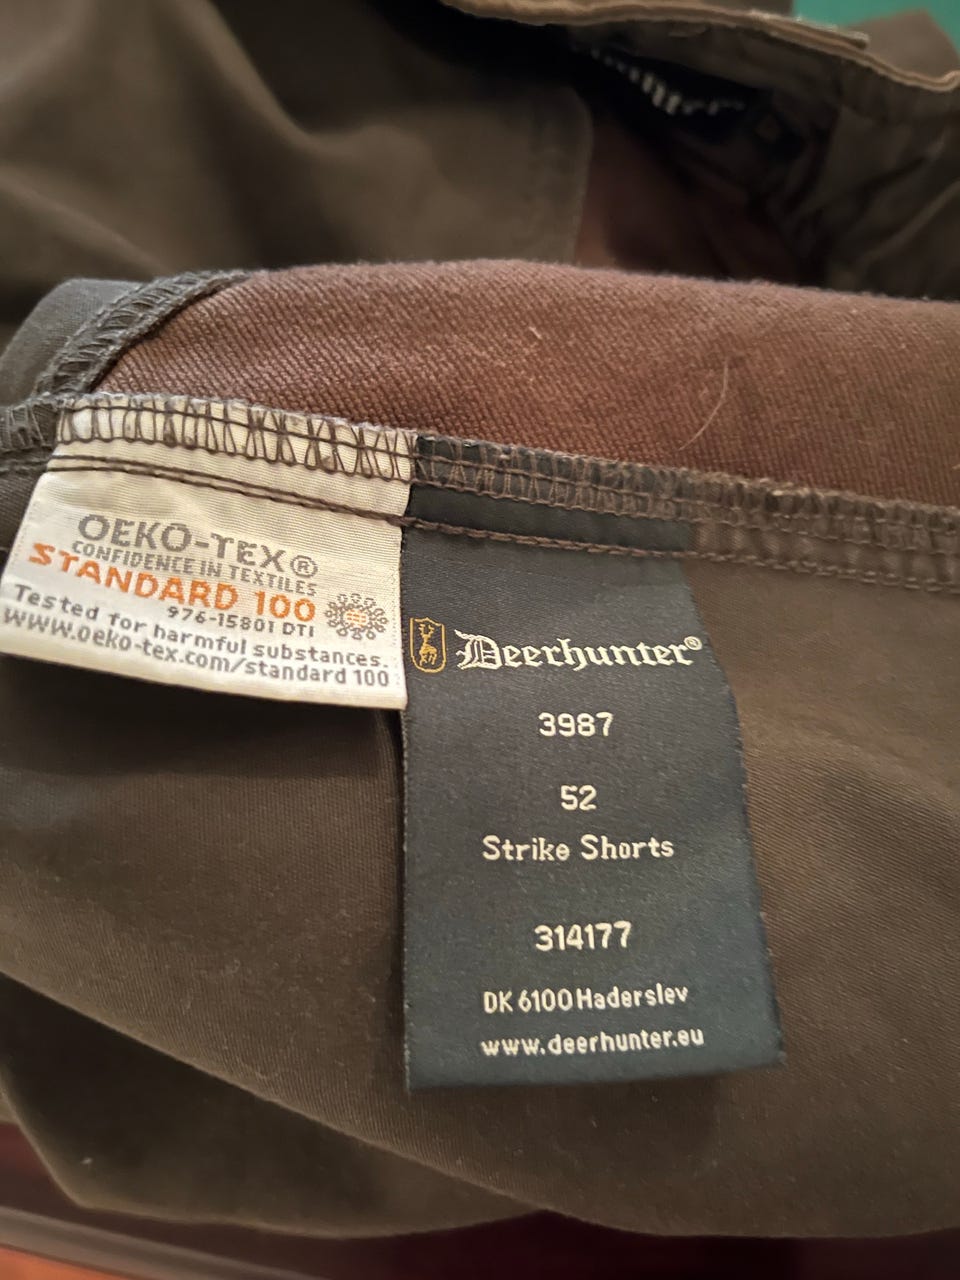 OEKO-TEX®
CONFIDENCE IN TEXTILES
STANDARD 100
976-15801 DTI
Tested for harmful substances.
www.oeko-tex.com/standard 100
Deerhunter®
3987
52
Strike Shorts
314177
DK 6100 Haderslev
www.deerhunter.eu